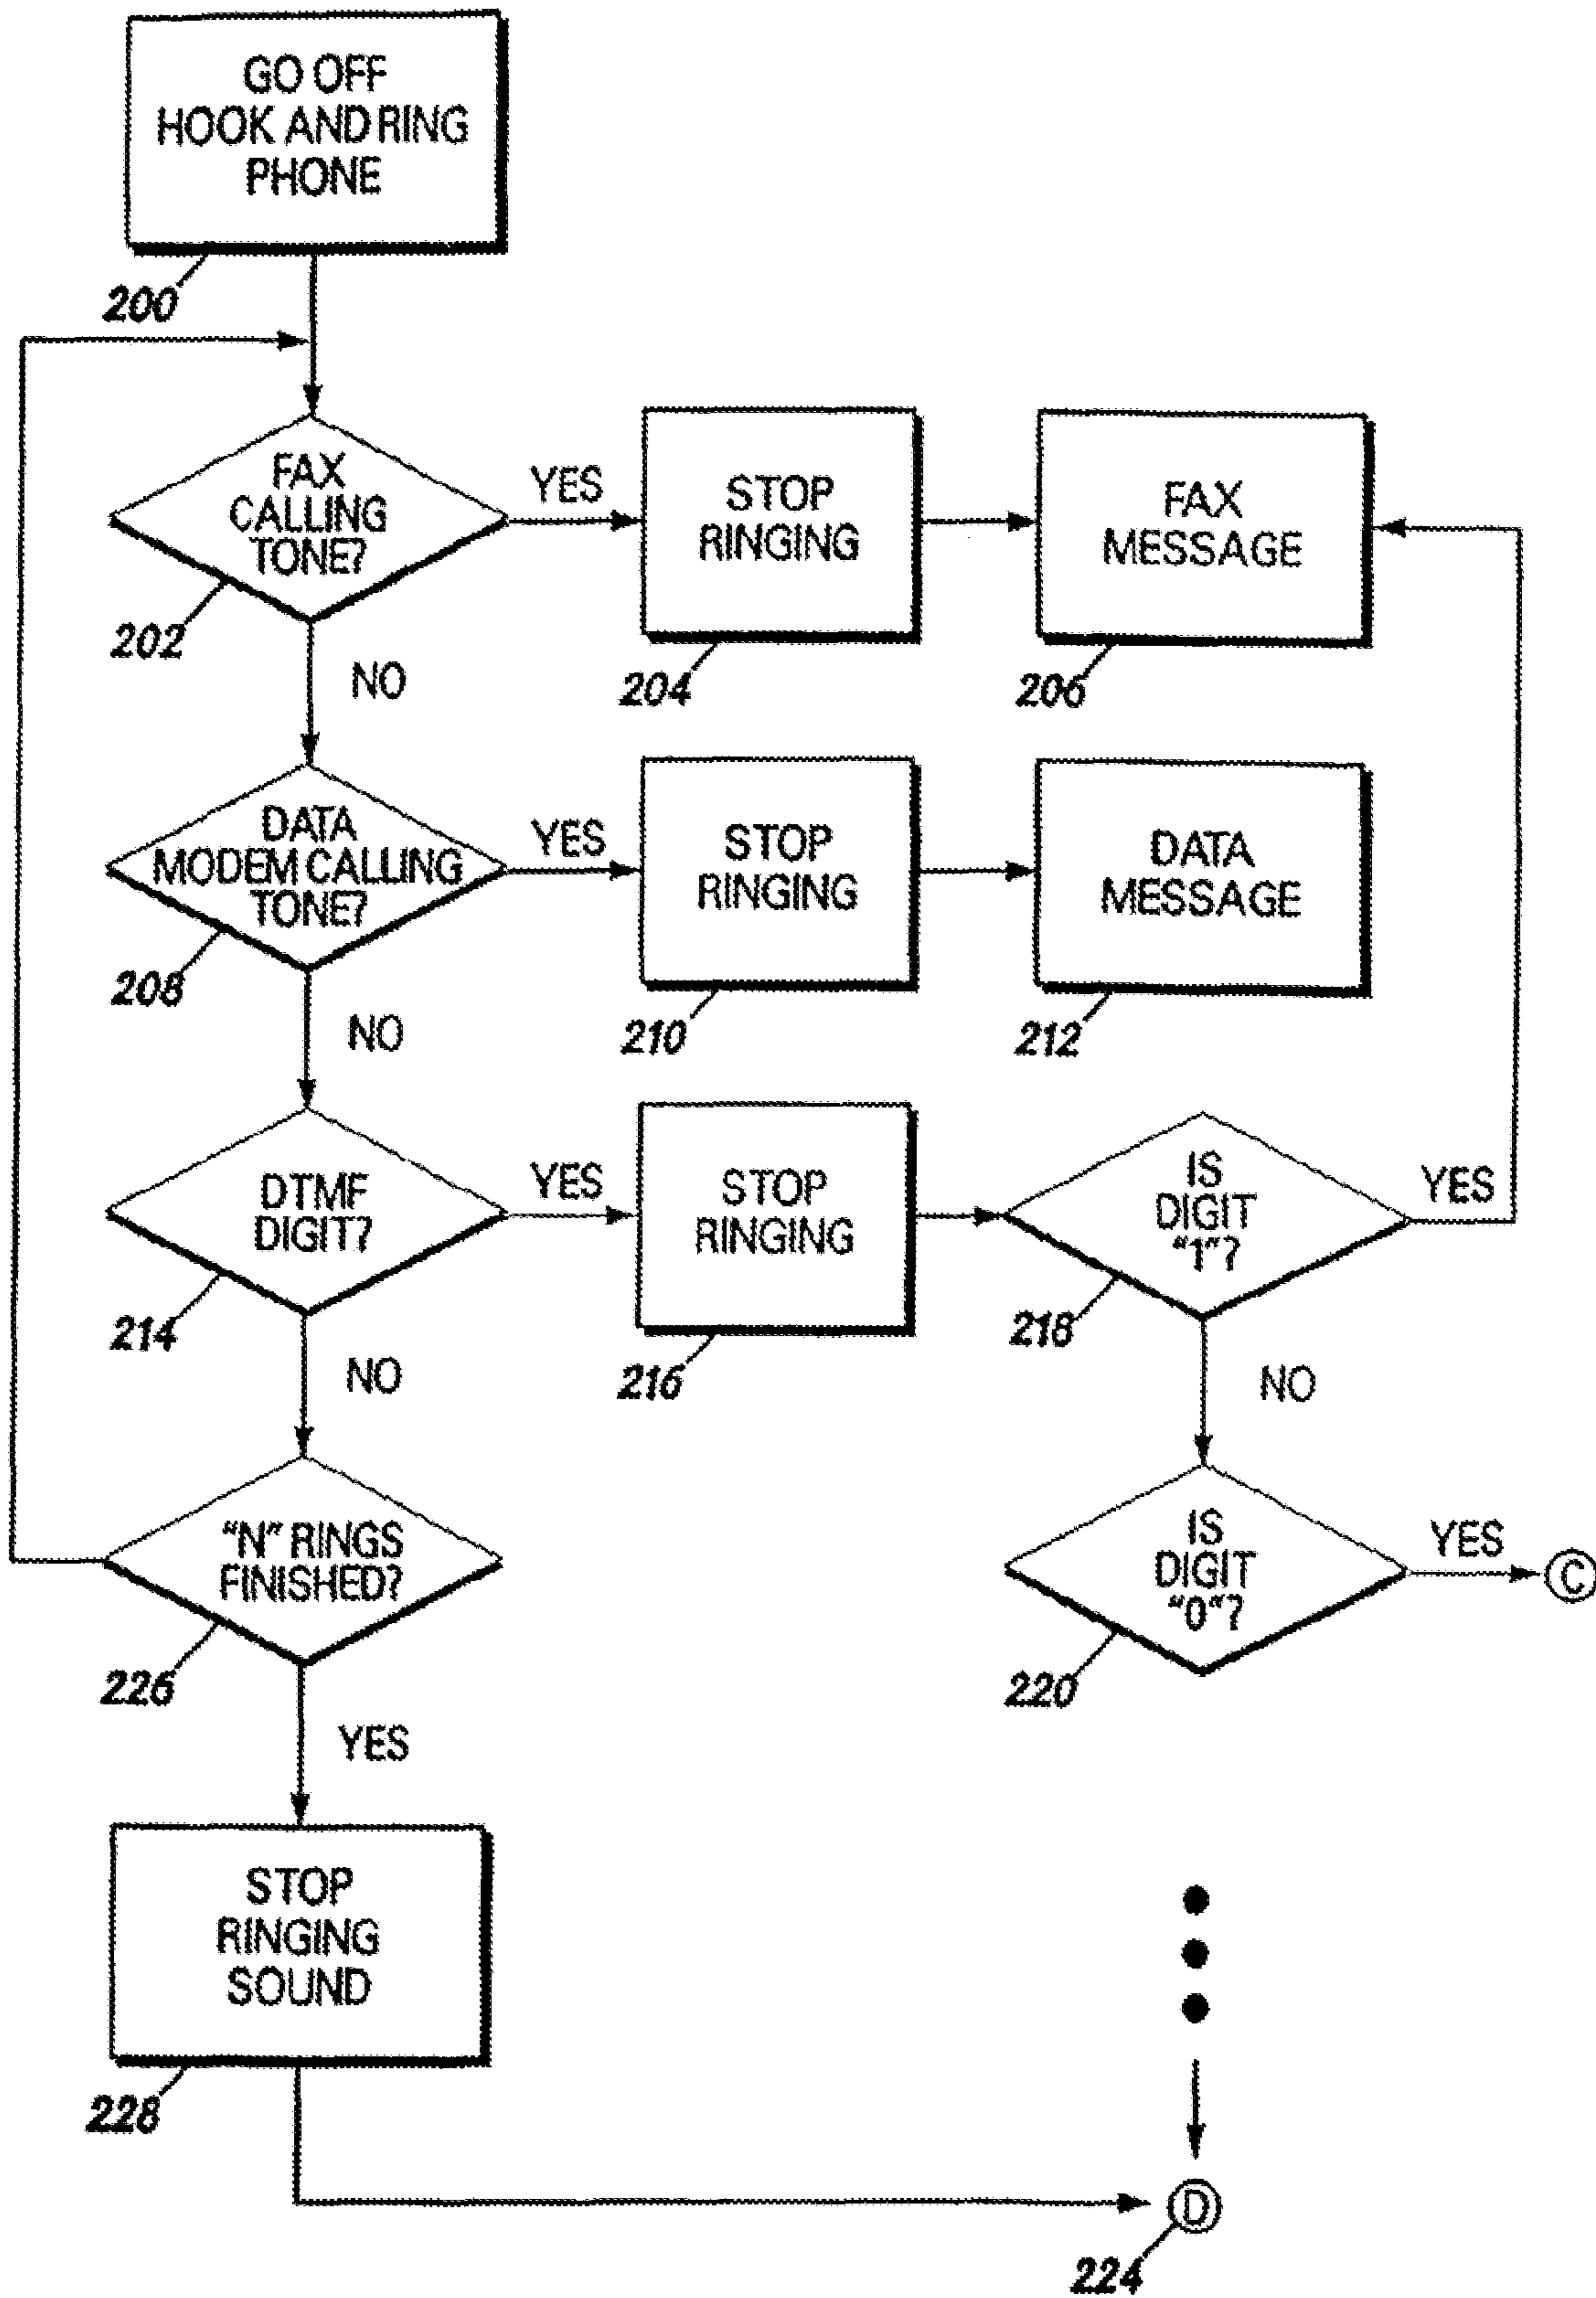 GO OFF
HOOK AND RING
PHONE
200
FAX
CALLING
TONE?
202
YES
STOP
RINGING
204
FAX
MESSAGE
206
NO
DATA
MODEM CALLING
TONE?
208
YES
STOP
RINGING
210
DATA
MESSAGE
212
NO
DTMF
DIGIT?
214
YES
STOP
RINGING
216
IS
DIGIT
"1"?
218
YES
NO
NO
"N" RINGS
FINISHED?
226
IS
DIGIT
"0"?
220
YES
C
YES
STOP
RINGING
SOUND
228
D
224